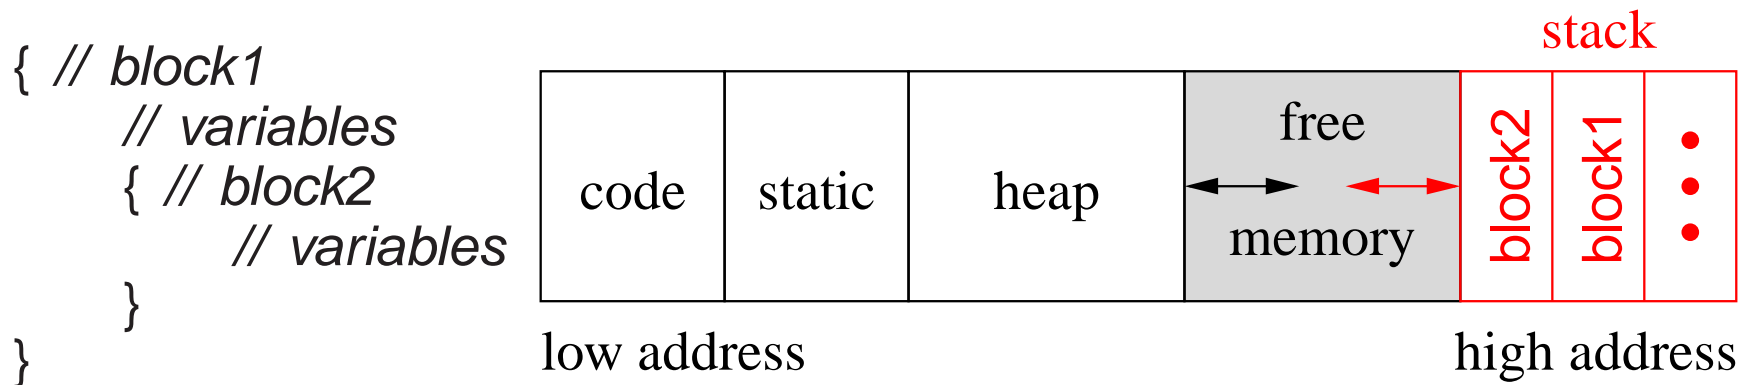 { // block1
// variables
{ // block2
// variables
}
}
stack
code
static
heap
free
memory
block2
block1
low address
high address